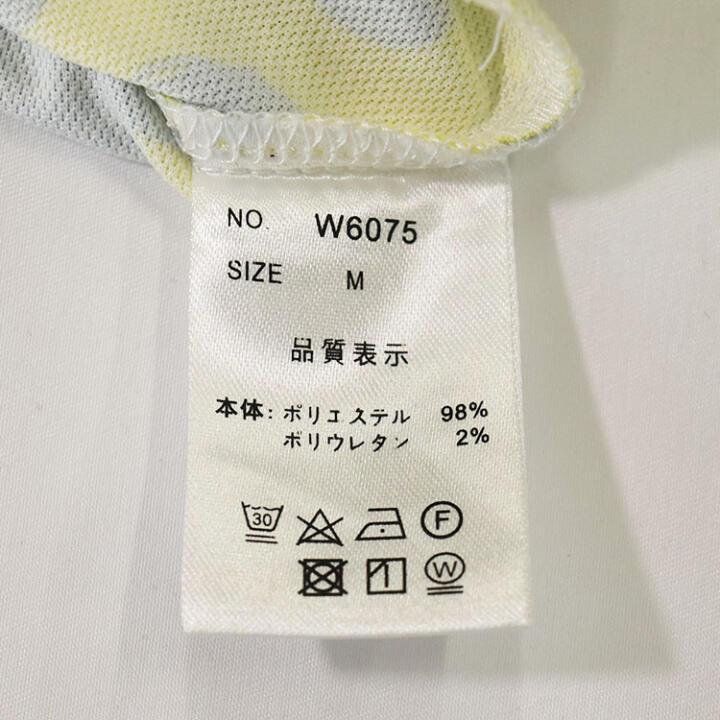 NO. W6075
SIZE M
品質表示
本体: ポリエステル 98%
ポリウレタン 2%
30 F
1 W